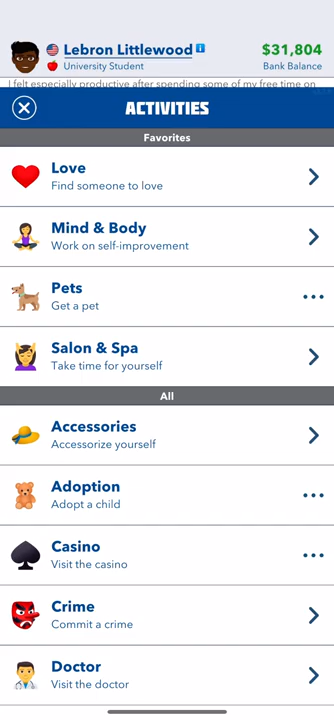 Lebron Littlewood
$31,804
University Student
Bank Balance
I felt especially productive after spending some of my free time on
ACTIVITIES
Favorites
Love
Find someone to love
Mind & Body
Work on self-improvement
Pets
Get a pet
Salon & Spa
Take time for yourself
All
Accessories
Accessorize yourself
Adoption
Adopt a child
Casino
Visit the casino
Crime
Commit a crime
Doctor
Visit the doctor